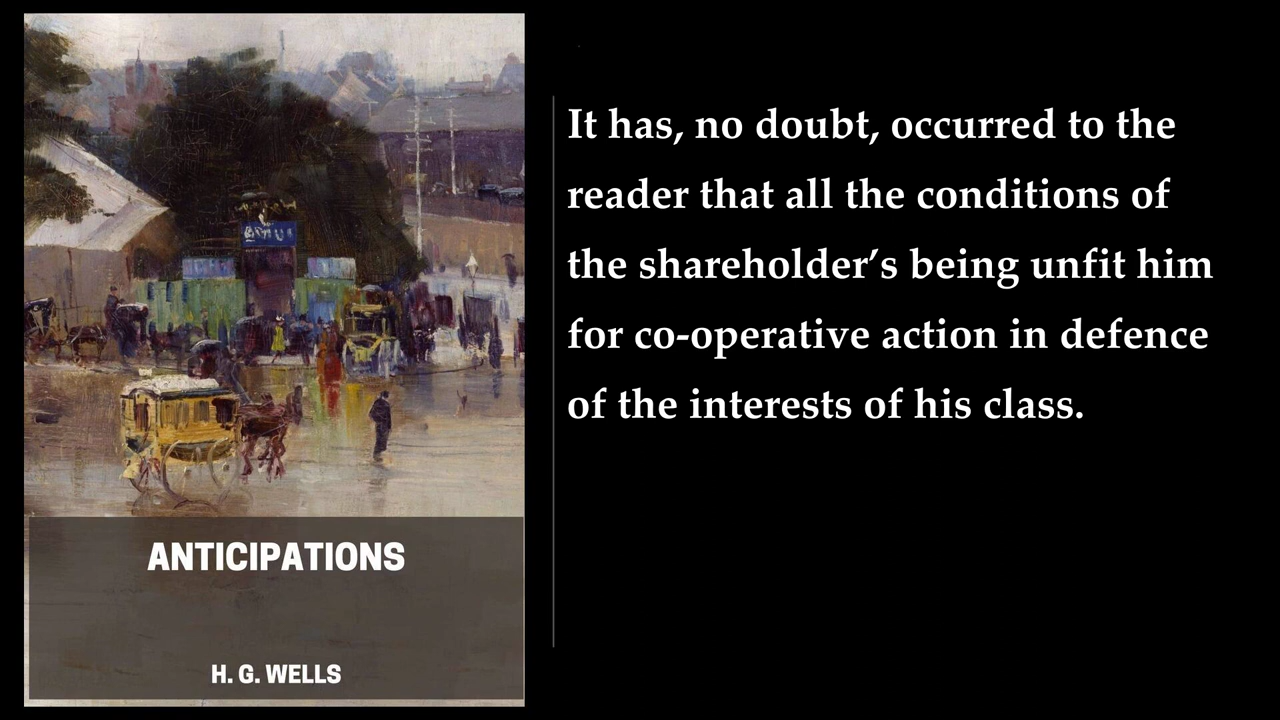 ANTICIPATIONS
H. G. WELLS
It has, no doubt, occurred to the
reader that all the conditions of
the shareholder’s being unfit him
for co-operative action in defence
of the interests of his class.